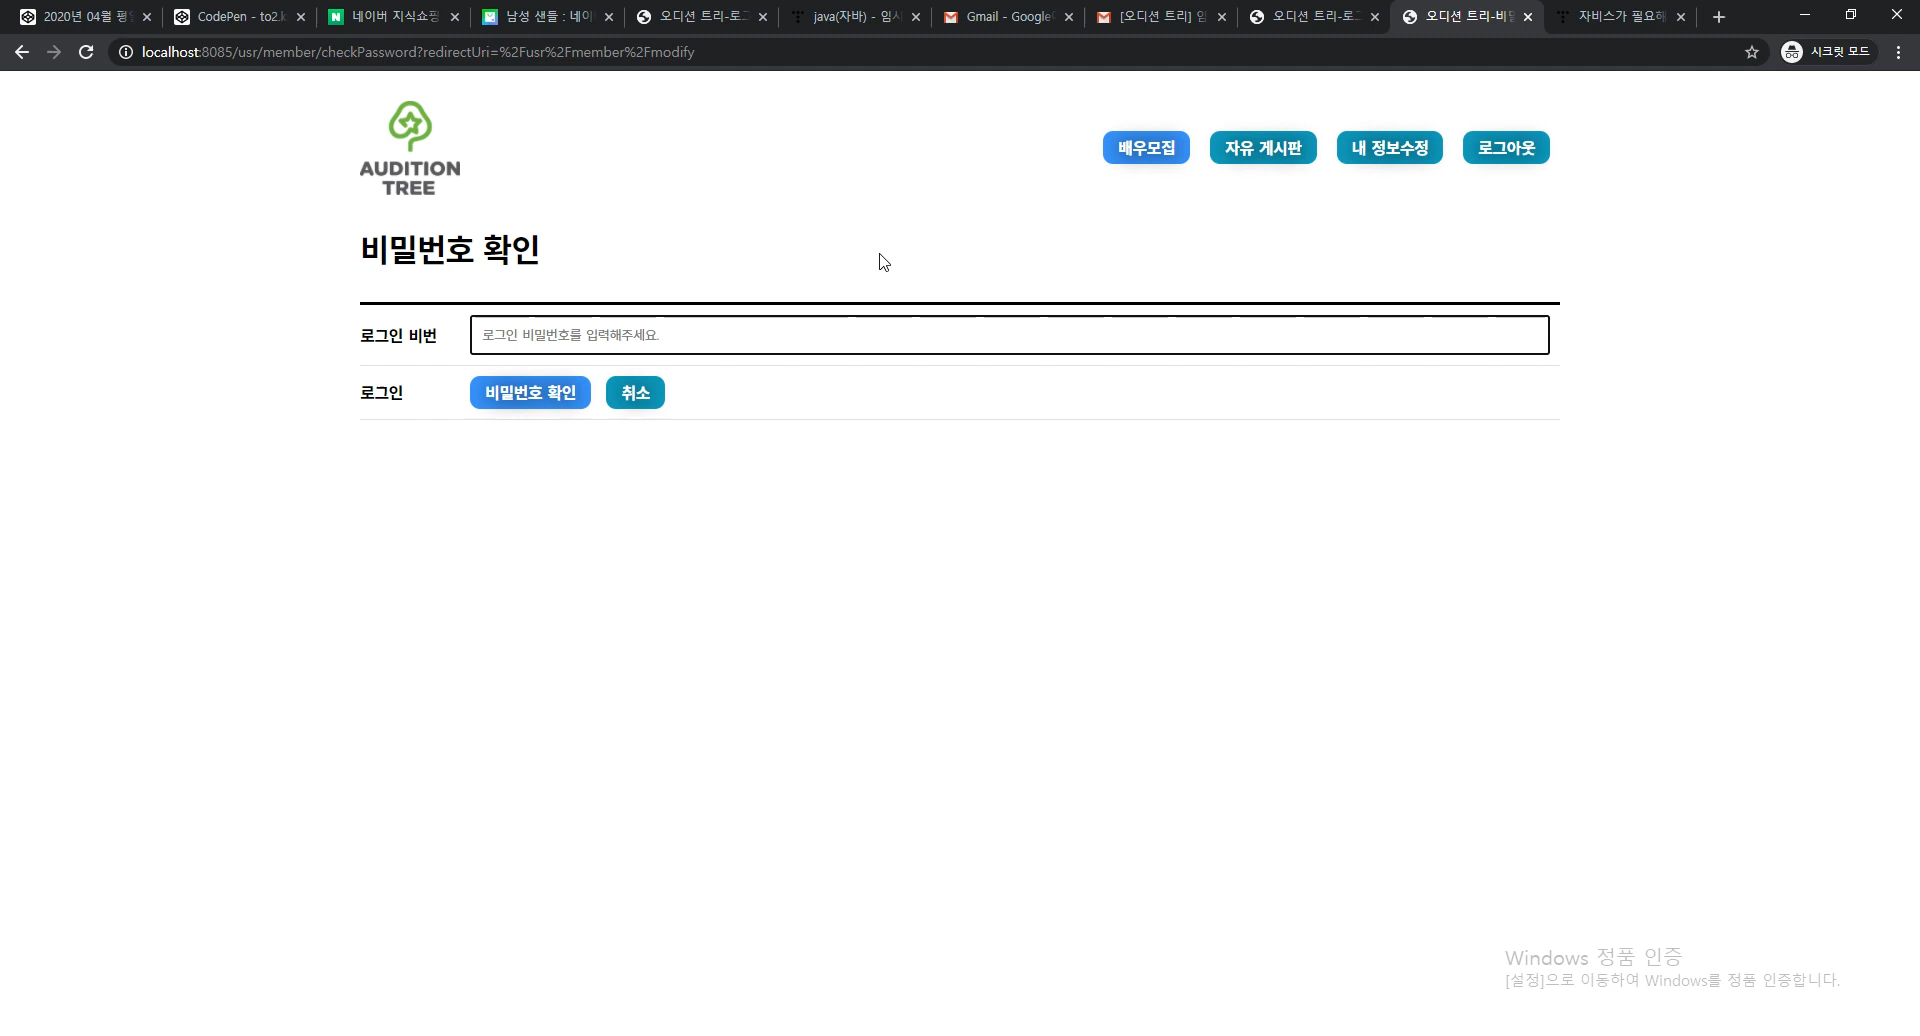 2020년 04월 평
CodePen - to2.k
네이버 지식쇼핑
남성 샌들 : 네이
오디션 트리-로그
java(자바) - 임시
Gmail - Google
[오디션 트리] 임
오디션 트리-로그
오디션 트리-비밀
자비스가 필요해
localhost:8085/usr/member/checkPassword?redirectUri=%2Fusr%2Fmember%2Fmodify
시크릿 모드
AUDITION
TREE
배우모집
자유 게시판
내 정보수정
로그아웃
비밀번호 확인
로그인 비번
로그인 비밀번호를 입력해주세요.
로그인
비밀번호 확인
취소
Windows 정품 인증
[설정]으로 이동하여 Windows를 정품 인증합니다.